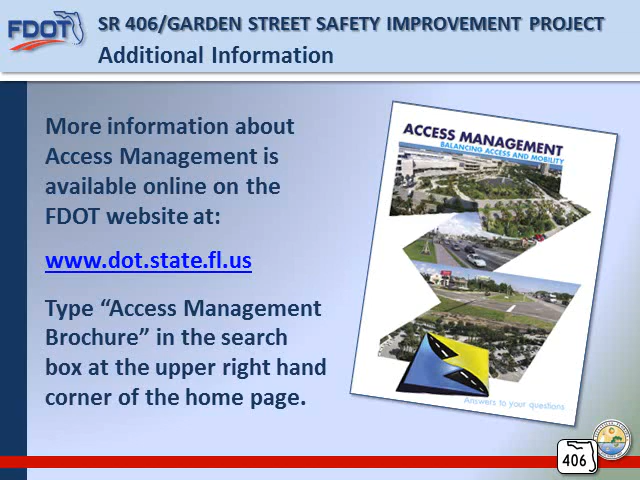 FDOT
SR 406/GARDEN STREET SAFETY IMPROVEMENT PROJECT
Additional Information
More information about
Access Management is
available online on the
FDOT website at:
www.dot.state.fl.us
Type “Access Management
Brochure” in the search
box at the upper right hand
corner of the home page.
ACCESS MANAGEMENT
BALANCING ACCESS AND MOBILITY
Answers to your questions
406